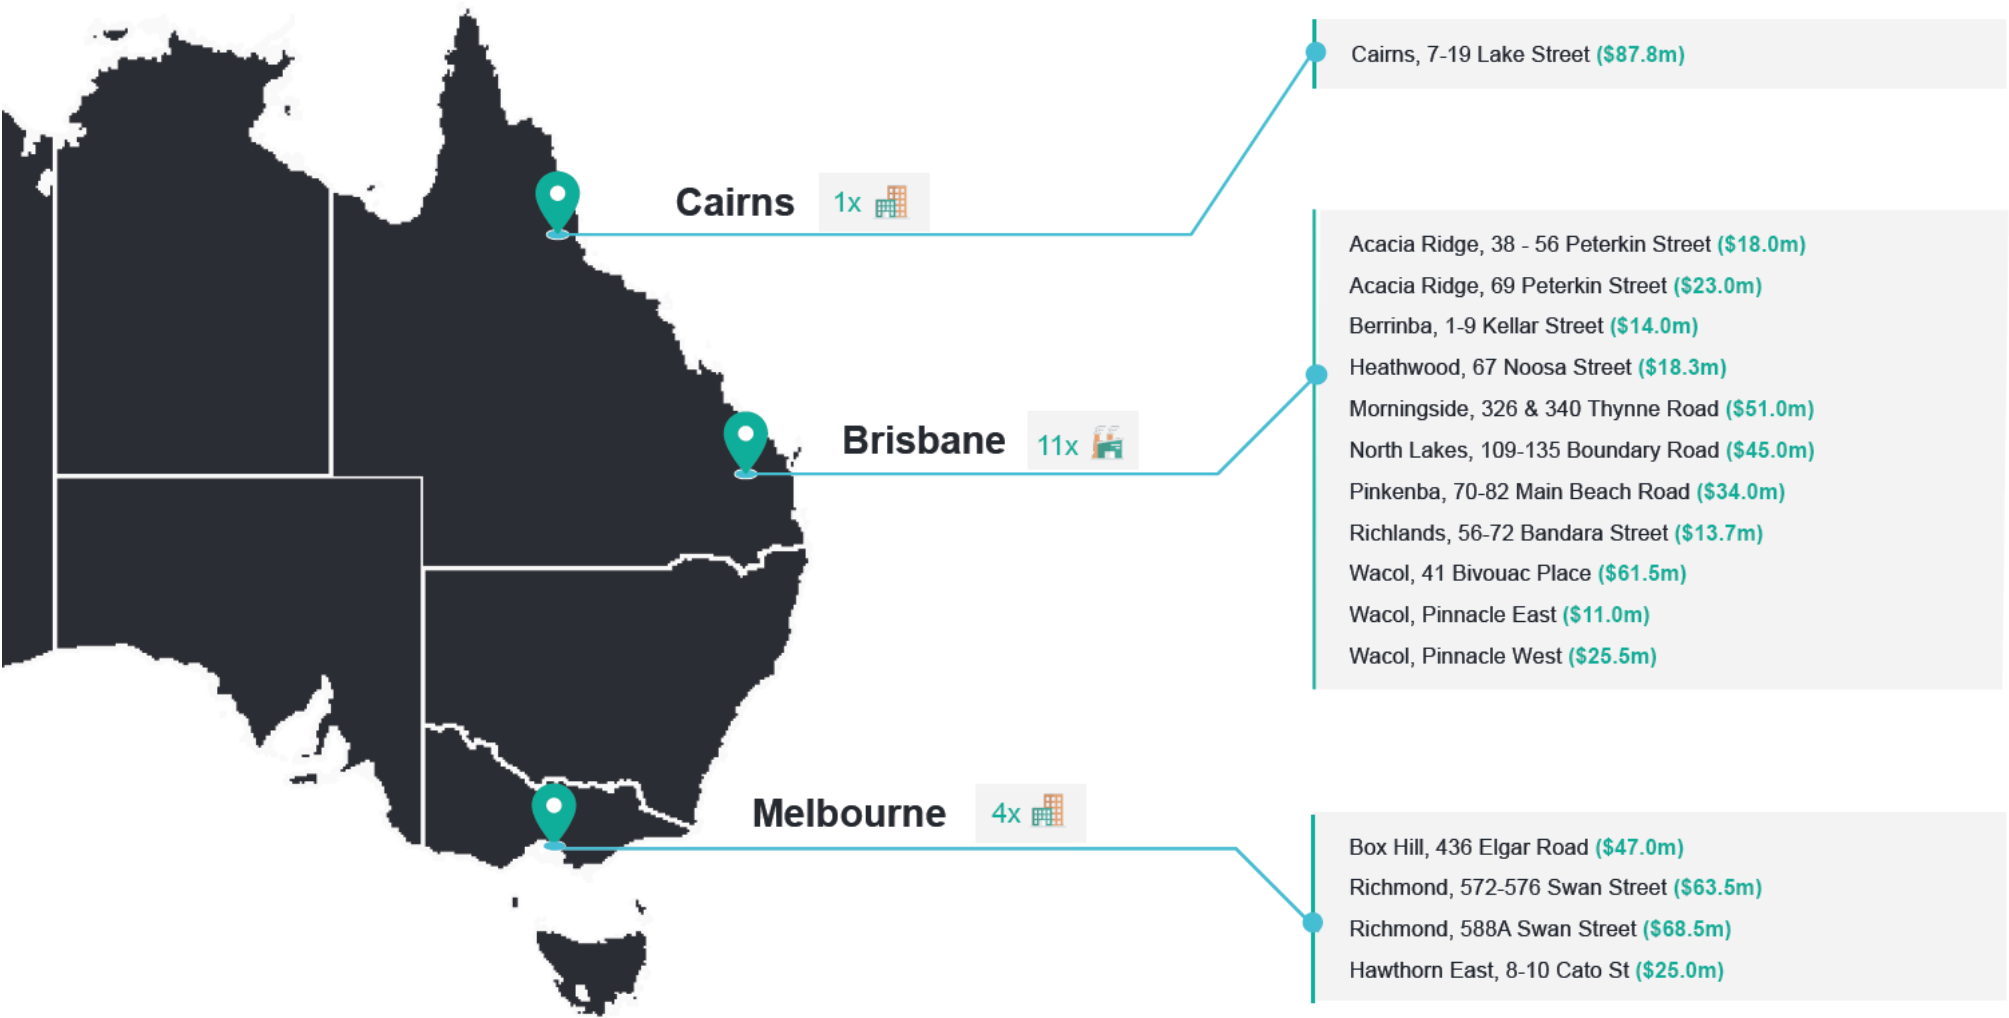 Cairns, 7-19 Lake Street ($87.8m)
Cairns 1x
Acacia Ridge, 38 - 56 Peterkin Street ($18.0m)
Acacia Ridge, 69 Peterkin Street ($23.0m)
Berrinba, 1-9 Kellar Street ($14.0m)
Heathwood, 67 Noosa Street ($18.3m)
Morningside, 326 & 340 Thynne Road ($51.0m)
North Lakes, 109-135 Boundary Road ($45.0m)
Pinkenba, 70-82 Main Beach Road ($34.0m)
Richlands, 56-72 Bandara Street ($13.7m)
Wacol, 41 Bivouac Place ($61.5m)
Wacol, Pinnacle East ($11.0m)
Wacol, Pinnacle West ($25.5m)
Brisbane 11x
Melbourne 4x
Box Hill, 436 Elgar Road ($47.0m)
Richmond, 572-576 Swan Street ($63.5m)
Richmond, 588A Swan Street ($68.5m)
Hawthorn East, 8-10 Cato St ($25.0m)